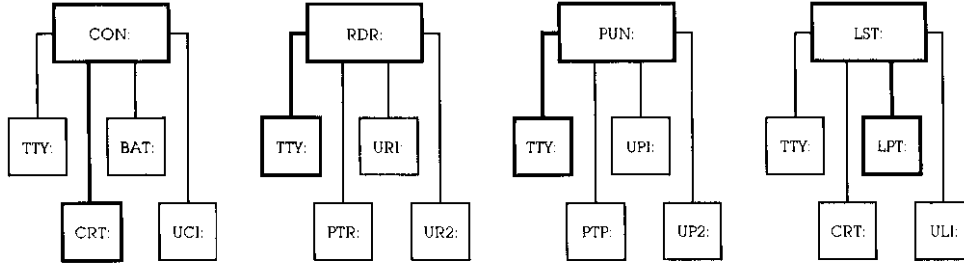 CON: RDR: PUN: LST:
TTY: BAT: TTY: UR1: TTY: UP1: TTY: LPT:
CRT: UC1: PTR: UR2: PTP: UP2: CRT: UL1: